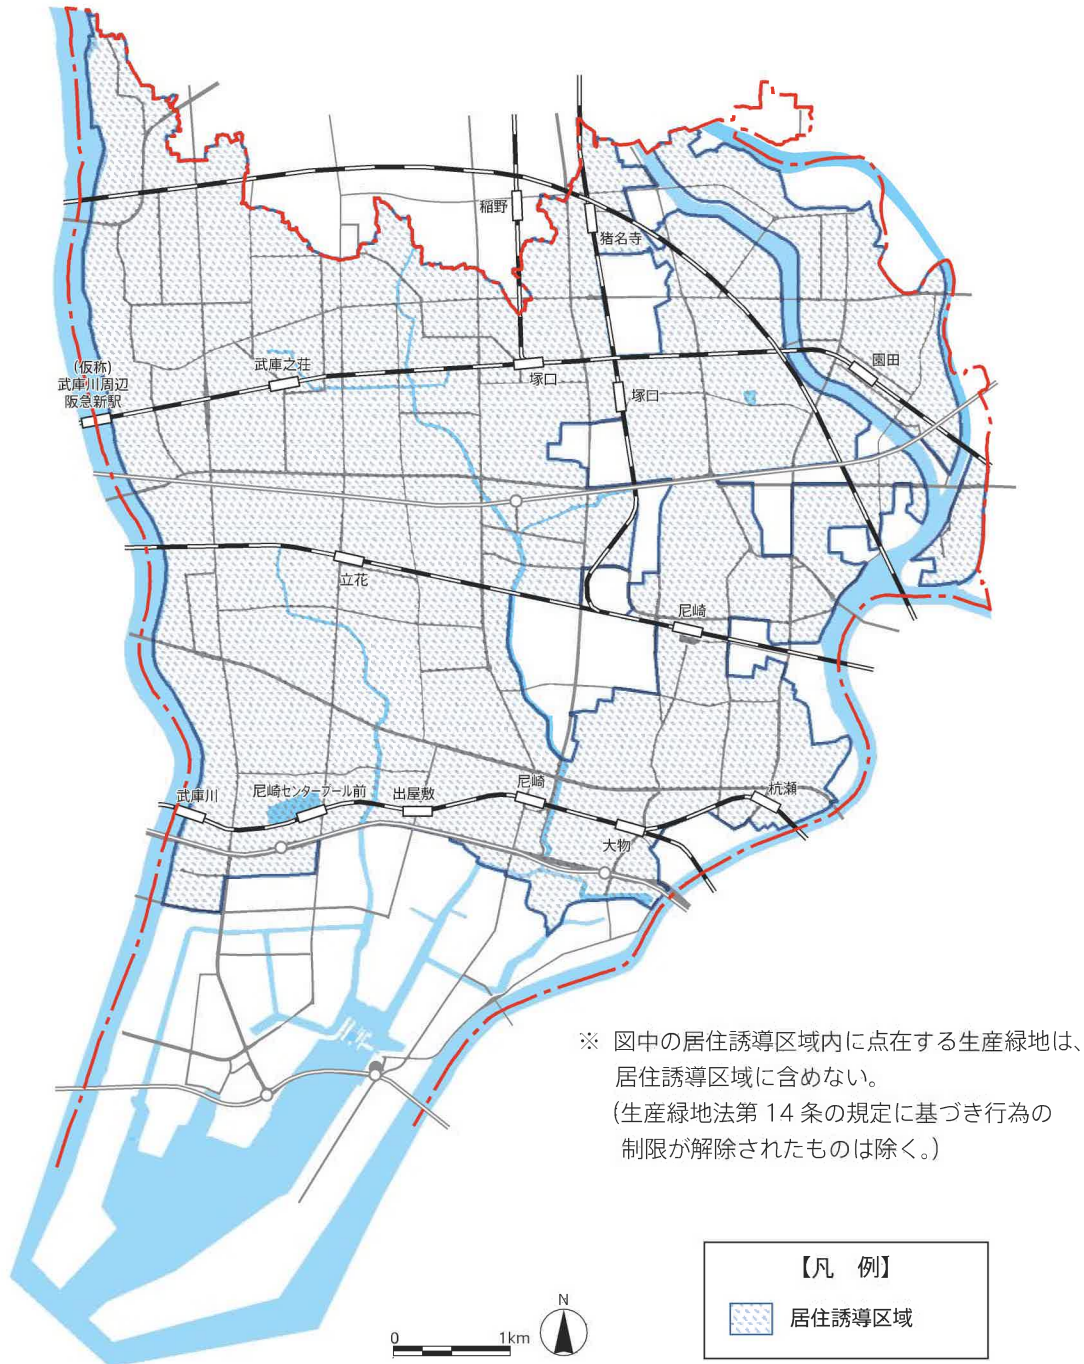 稲野
猪名寺
園田
武庫之荘
塚口
塚口
(仮称)
武庫川周辺
阪急新駅
立花
尼崎
武庫川
尼崎センタープール前
出屋敷
尼崎
杭瀬
大物
※ 図中の居住誘導区域内に点在する生産緑地は、
居住誘導区域に含めない。
(生産緑地法第 14 条の規定に基づき行為の
制限が解除されたものは除く。)
【凡 例】
居住誘導区域
N
0 1km